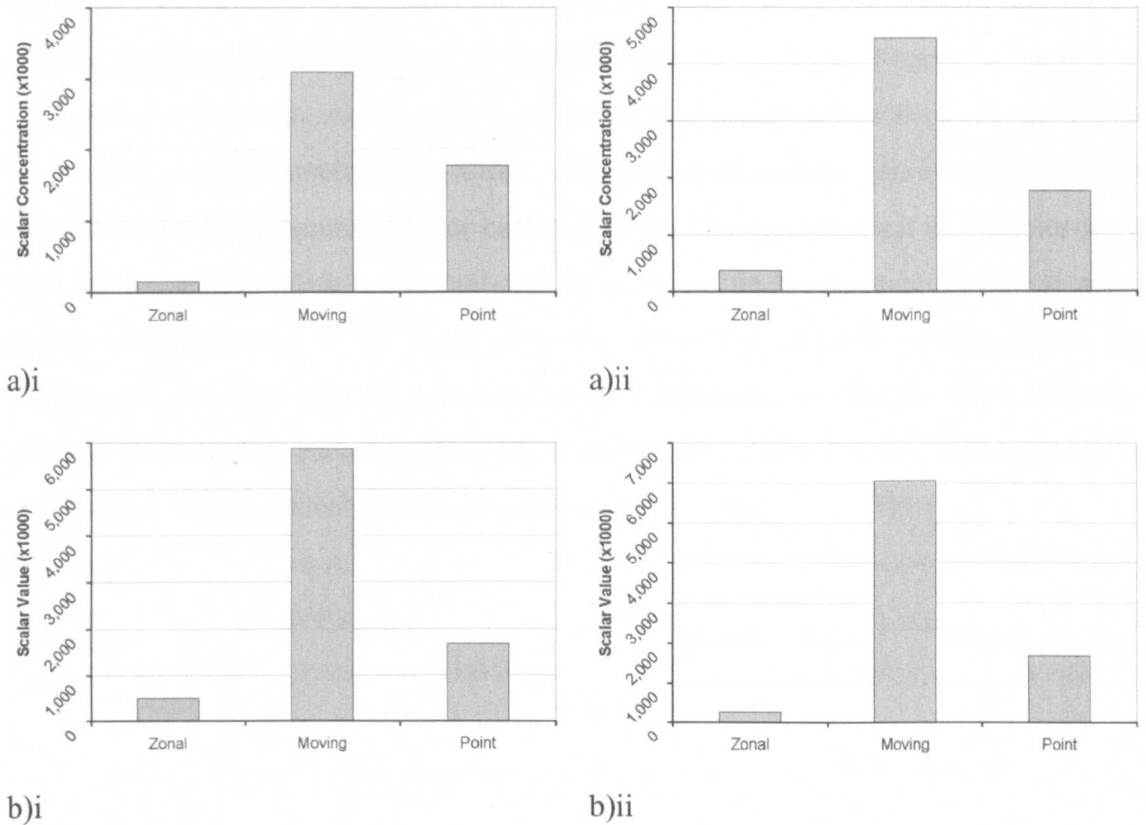 Scalar Concentration (x1000)
4,000
3,000
2,000
1,000
0
Zonal Moving Point
a)i
Scalar Concentration (x1000)
5,000
4,000
3,000
2,000
1,000
0
Zonal Moving Point
a)ii
Scalar Value (x1000)
6,000
5,000
4,000
3,000
2,000
1,000
0
Zonal Moving Point
b)i
Scalar Value (x1000)
7,000
6,000
5,000
4,000
3,000
2,000
1,000
0
Zonal Moving Point
b)ii